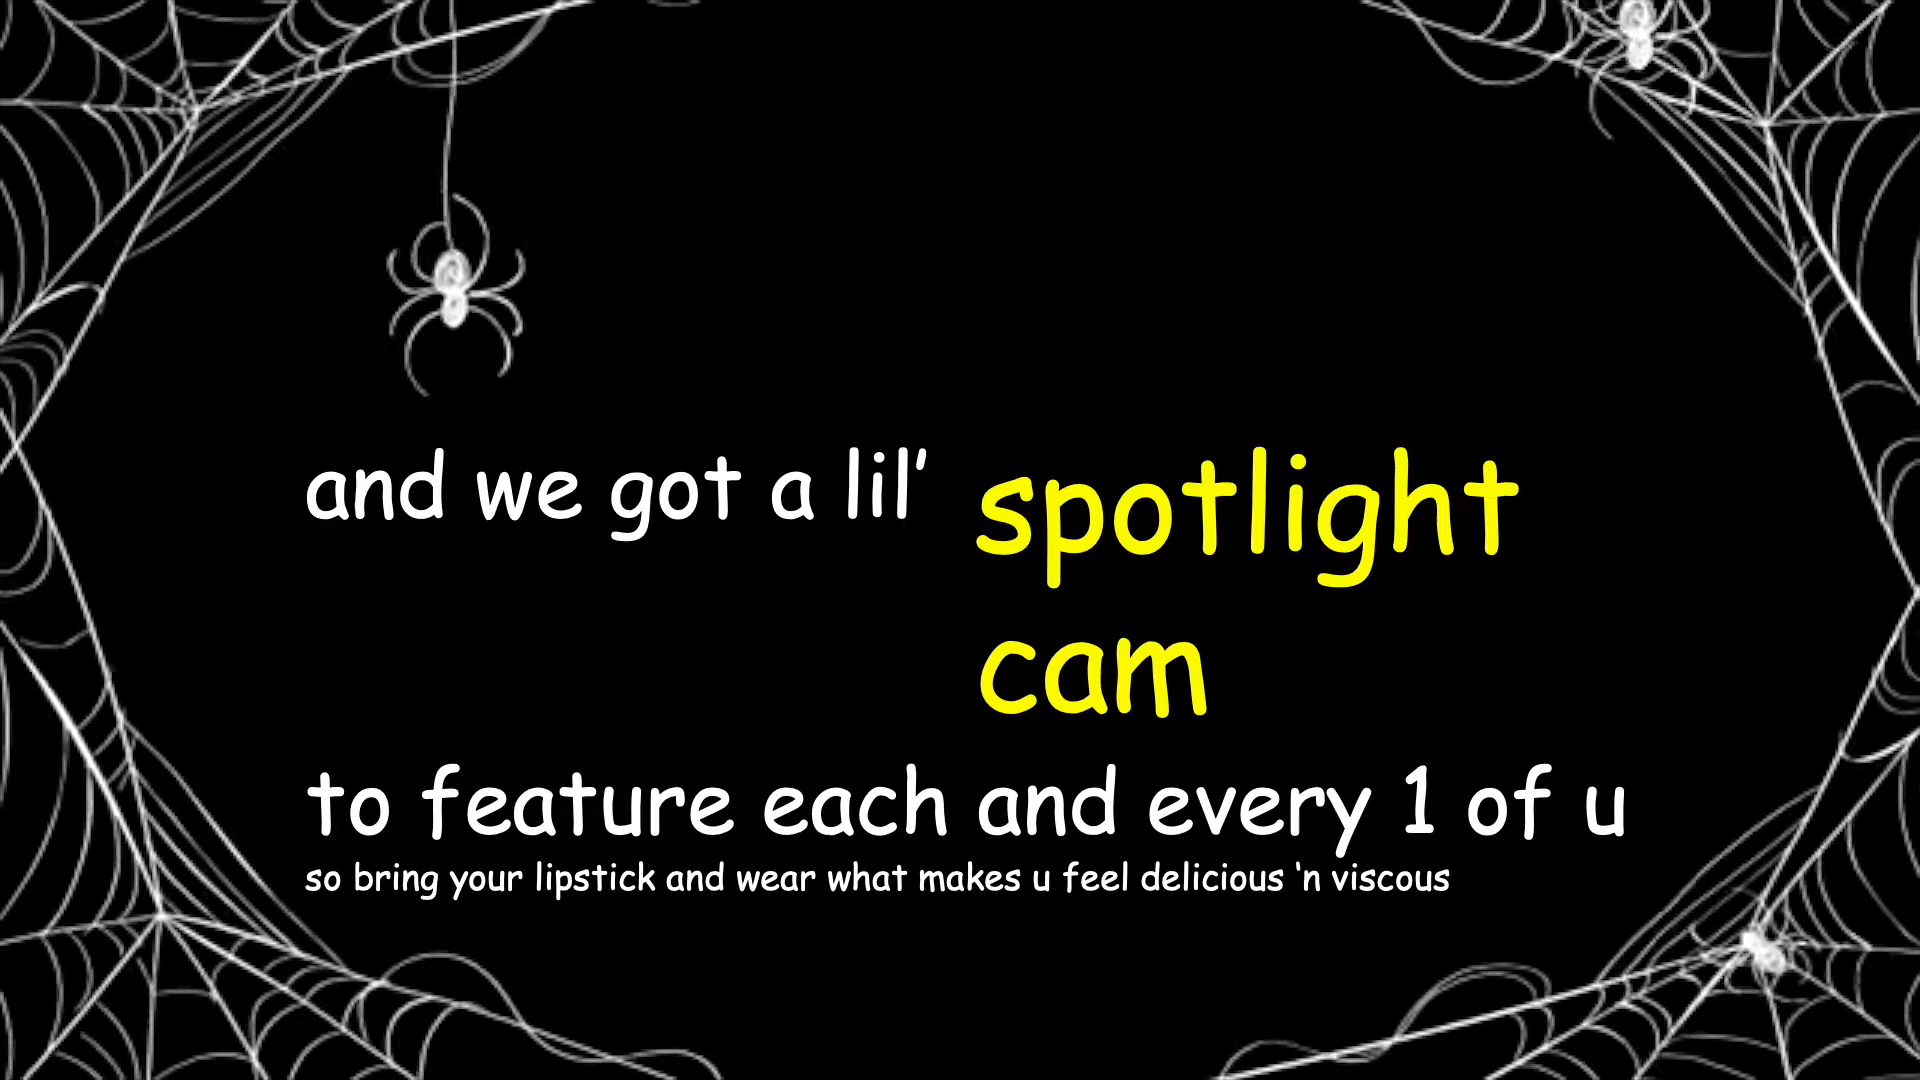 and we got a lil’ spotlight
cam
to feature each and every 1 of u
so bring your lipstick and wear what makes u feel delicious ‘n viscous